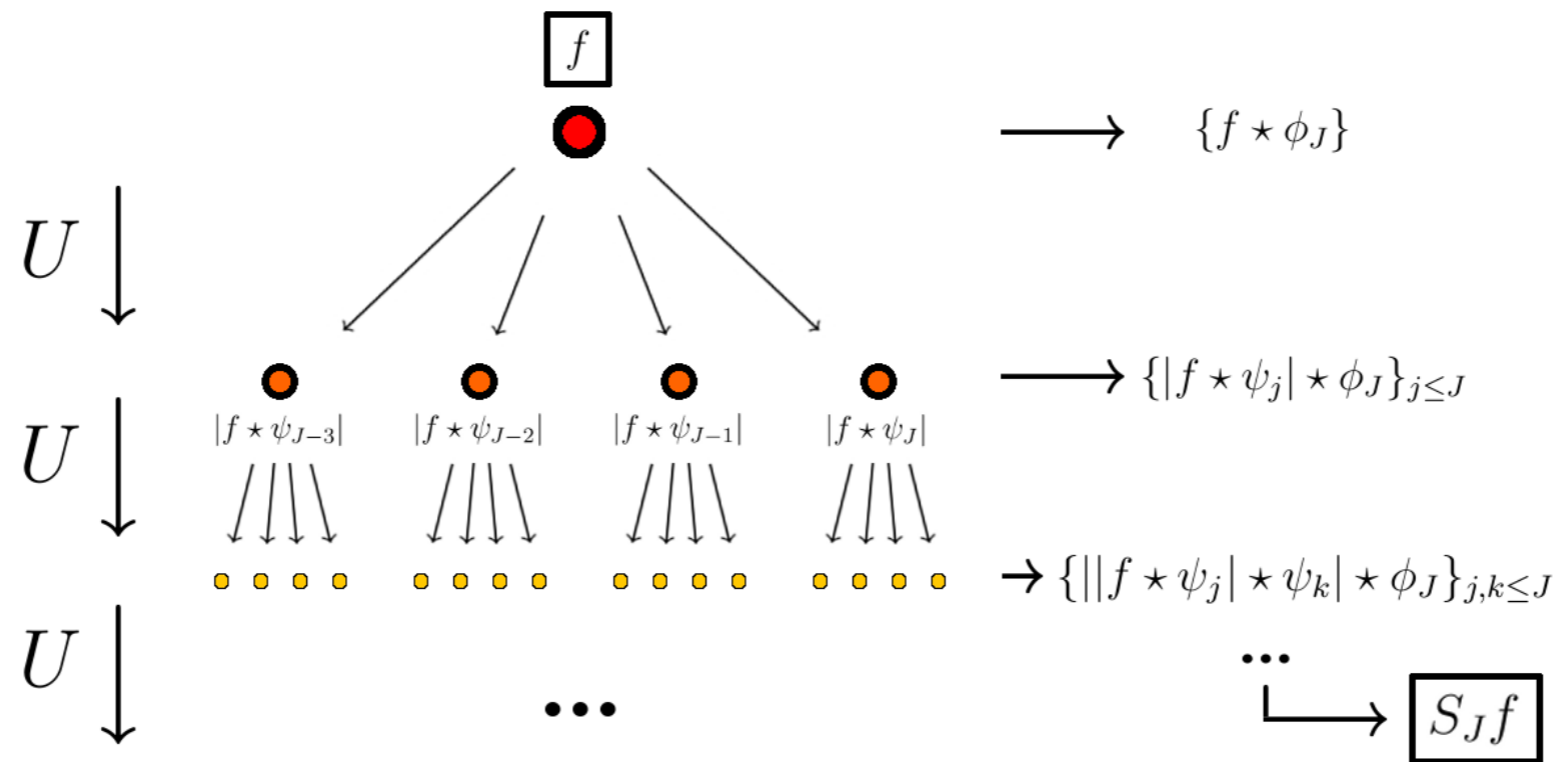 f
{f ⋆ φ_J}
U
{|f ⋆ ψ_j| ⋆ φ_J}_{j≤J}
|f ⋆ ψ_{J−3}| |f ⋆ ψ_{J−2}| |f ⋆ ψ_{J−1}| |f ⋆ ψ_J|
U
{||f ⋆ ψ_j| ⋆ ψ_k| ⋆ φ_J}_{j,k≤J}
U
...
...
S_J f